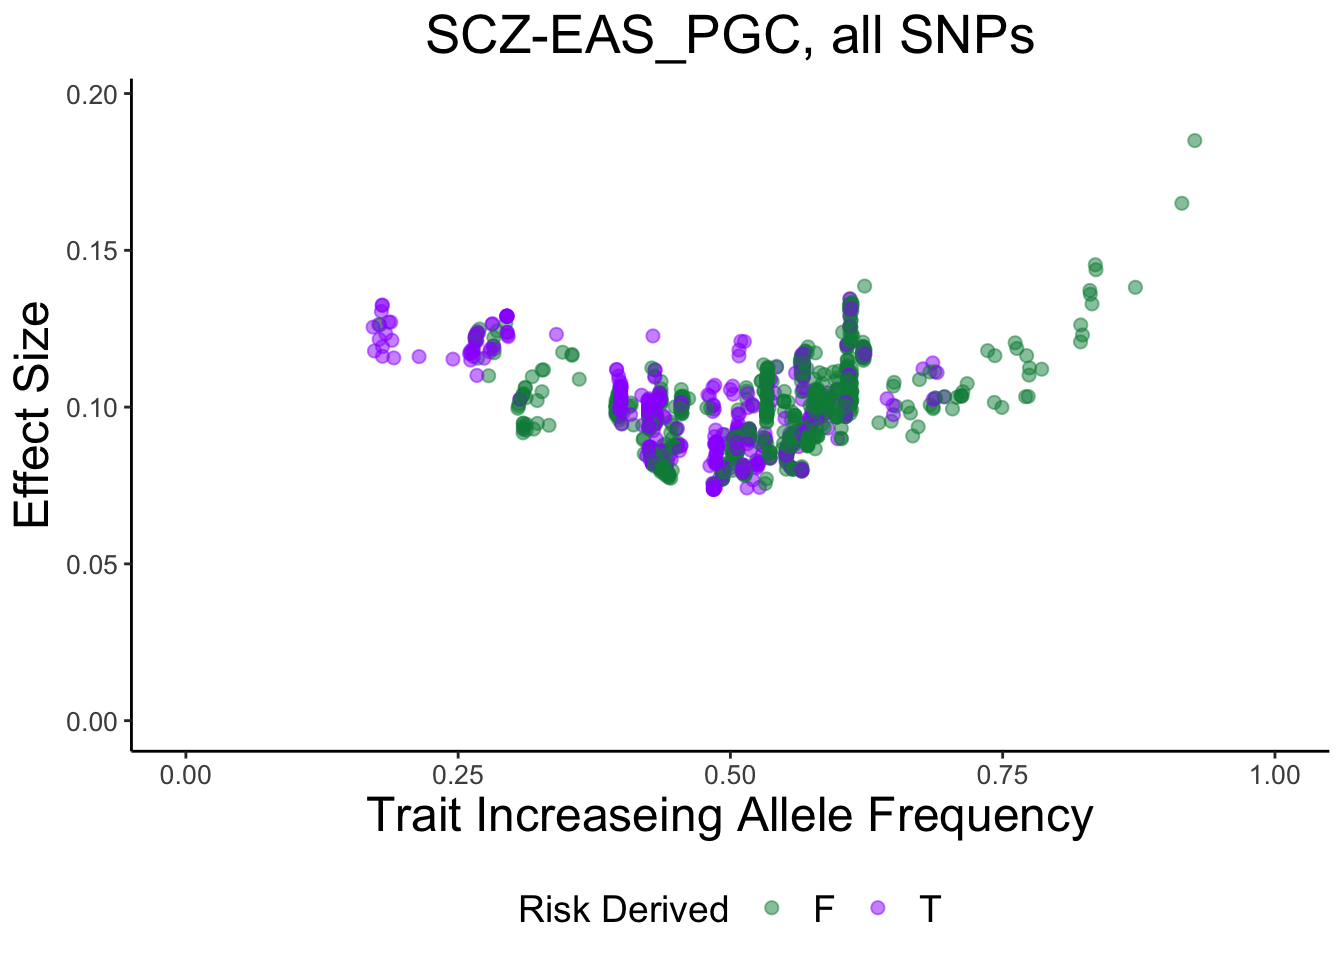 SCZ-EAS_PGC, all SNPs
0.20
0.15
0.10
0.05
0.00
Effect Size
0.00 0.25 0.50 0.75 1.00
Trait Increaseing Allele Frequency
Risk Derived F T